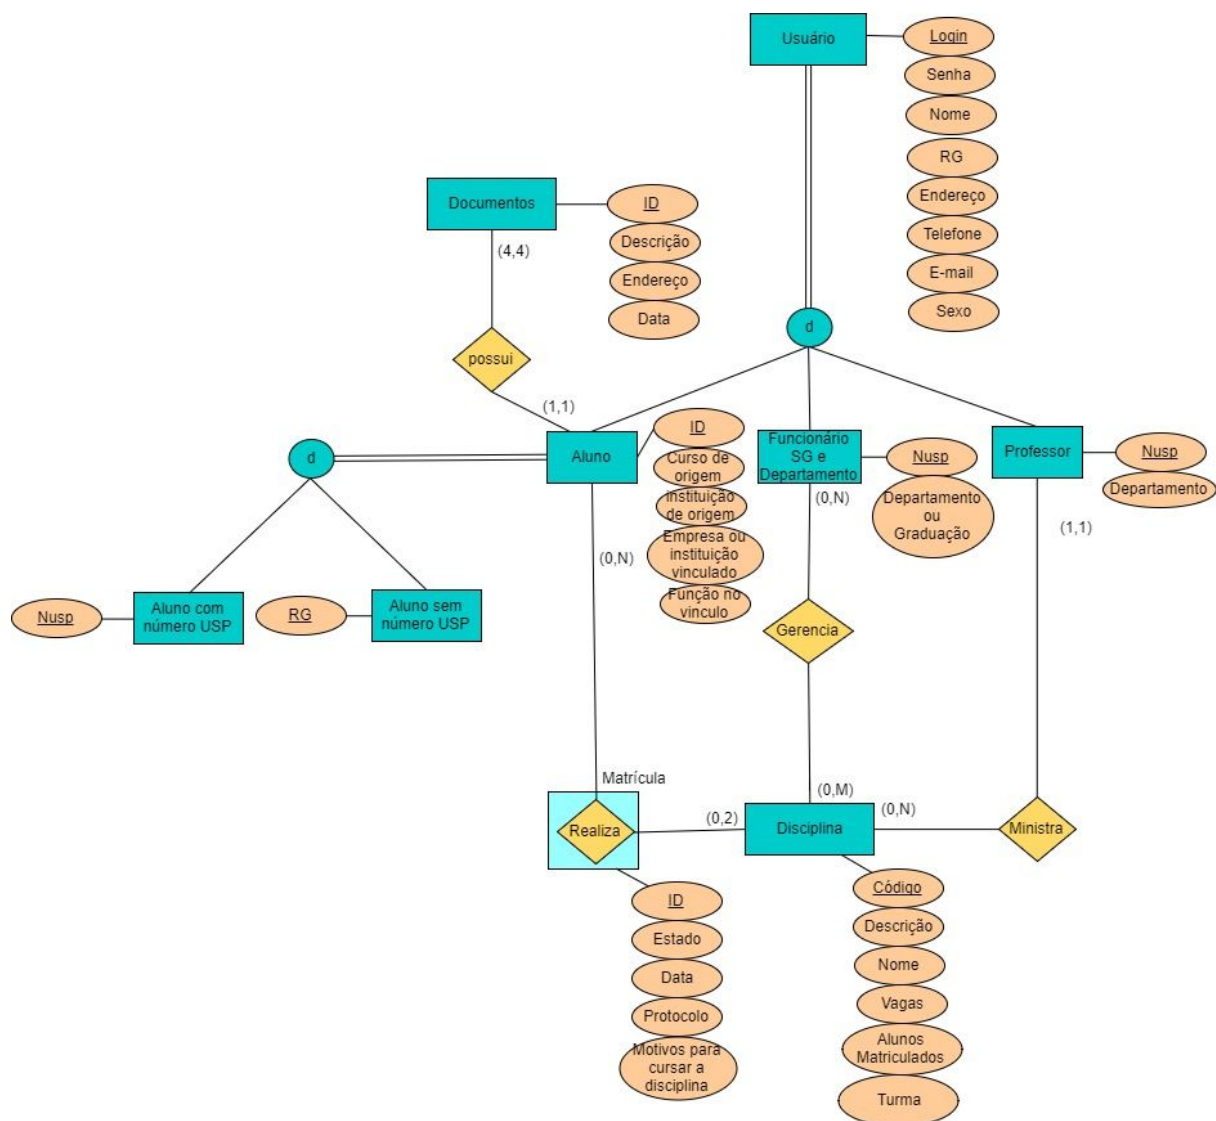 Usuário
Login
Senha
Nome
RG
Endereço
Telefone
E-mail
Sexo
Documentos
ID
Descrição
Endereço
Data
(4,4)
possui
(1,1)
d
d
Aluno
ID
Curso de
origem
Instituição
de origem
Empresa ou
instituição
vinculado
Função no
vinculo
Funcionário
SG e
Departamento
Nusp
Departamento
ou
Graduação
Professor
Nusp
Departamento
(0,N)
(1,1)
(0,N)
Nusp
Aluno com
número USP
RG
Aluno sem
número USP
Gerencia
Matrícula
Realiza
(0,2)
(0,M)
Disciplina
(0,N)
Ministra
ID
Estado
Data
Protocolo
Motivos para
cursar a
disciplina
Código
Descrição
Nome
Vagas
Alunos
Matriculados
Turma